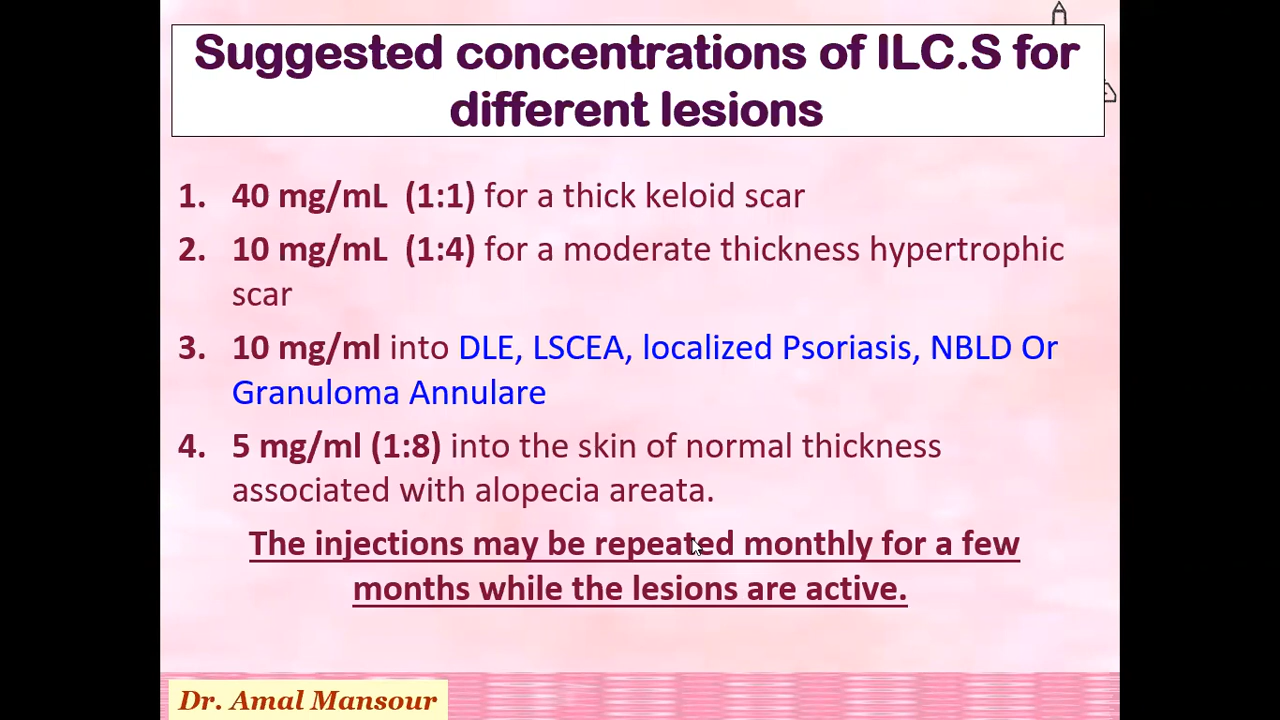 Suggested concentrations of ILC.S for
different lesions
1. 40 mg/mL (1:1) for a thick keloid scar
2. 10 mg/mL (1:4) for a moderate thickness hypertrophic
scar
3. 10 mg/ml into DLE, LSCEA, localized Psoriasis, NBLD Or
Granuloma Annulare
4. 5 mg/ml (1:8) into the skin of normal thickness
associated with alopecia areata.
The injections may be repeated monthly for a few
months while the lesions are active.
Dr. Amal Mansour